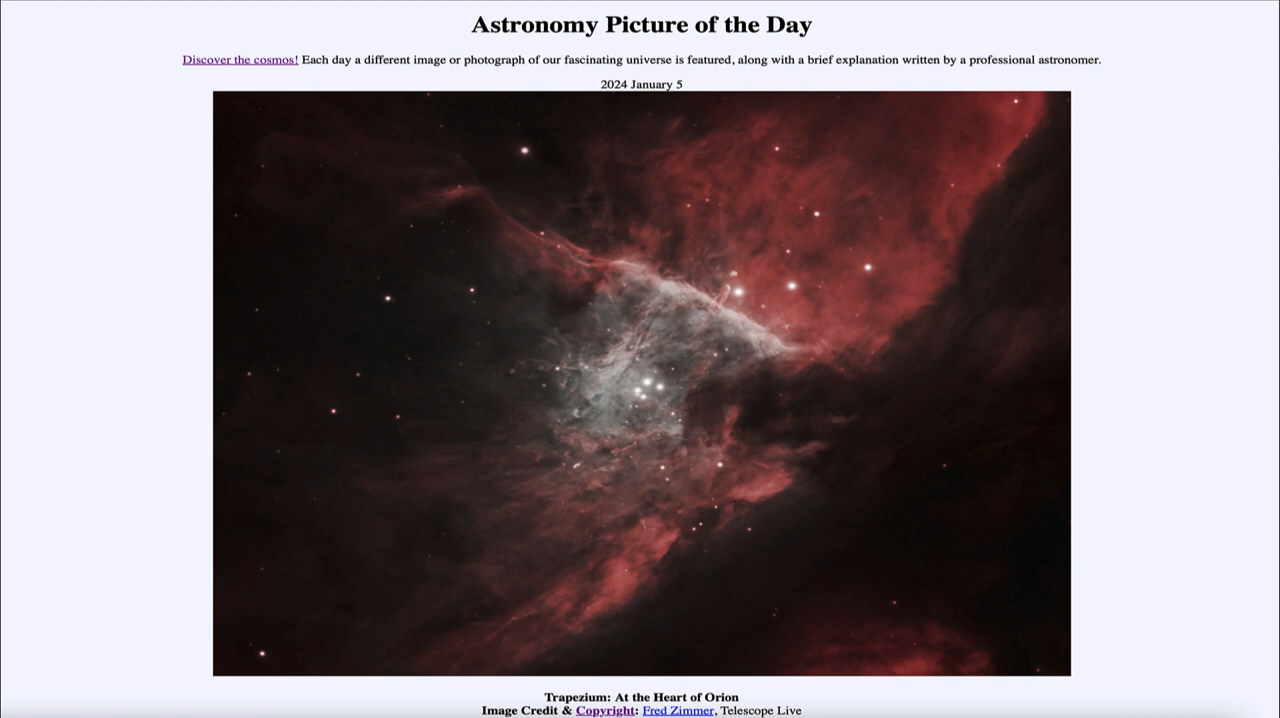 Astronomy Picture of the Day
Discover the cosmos! Each day a different image or photograph of our fascinating universe is featured, along with a brief explanation written by a professional astronomer.
2024 January 5
Trapezium: At the Heart of Orion
Image Credit & Copyright: Fred Zimmer, Telescope Live